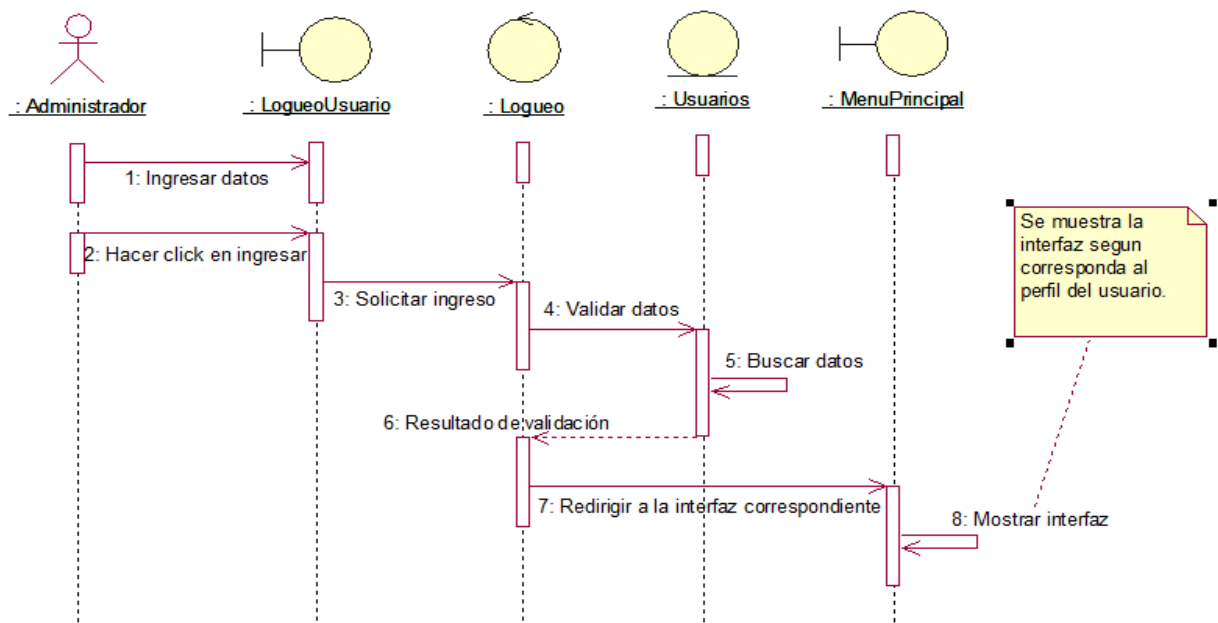 : Administrador
: LogueoUsuario
: Logueo
: Usuarios
: MenuPrincipal
1: Ingresar datos
2: Hacer click en ingresar
3: Solicitar ingreso
4: Validar datos
5: Buscar datos
6: Resultado de validación
7: Redirigir a la interfaz correspondiente
8: Mostrar interfaz
Se muestra la
interfaz segun
corresponda al
perfil del usuario.